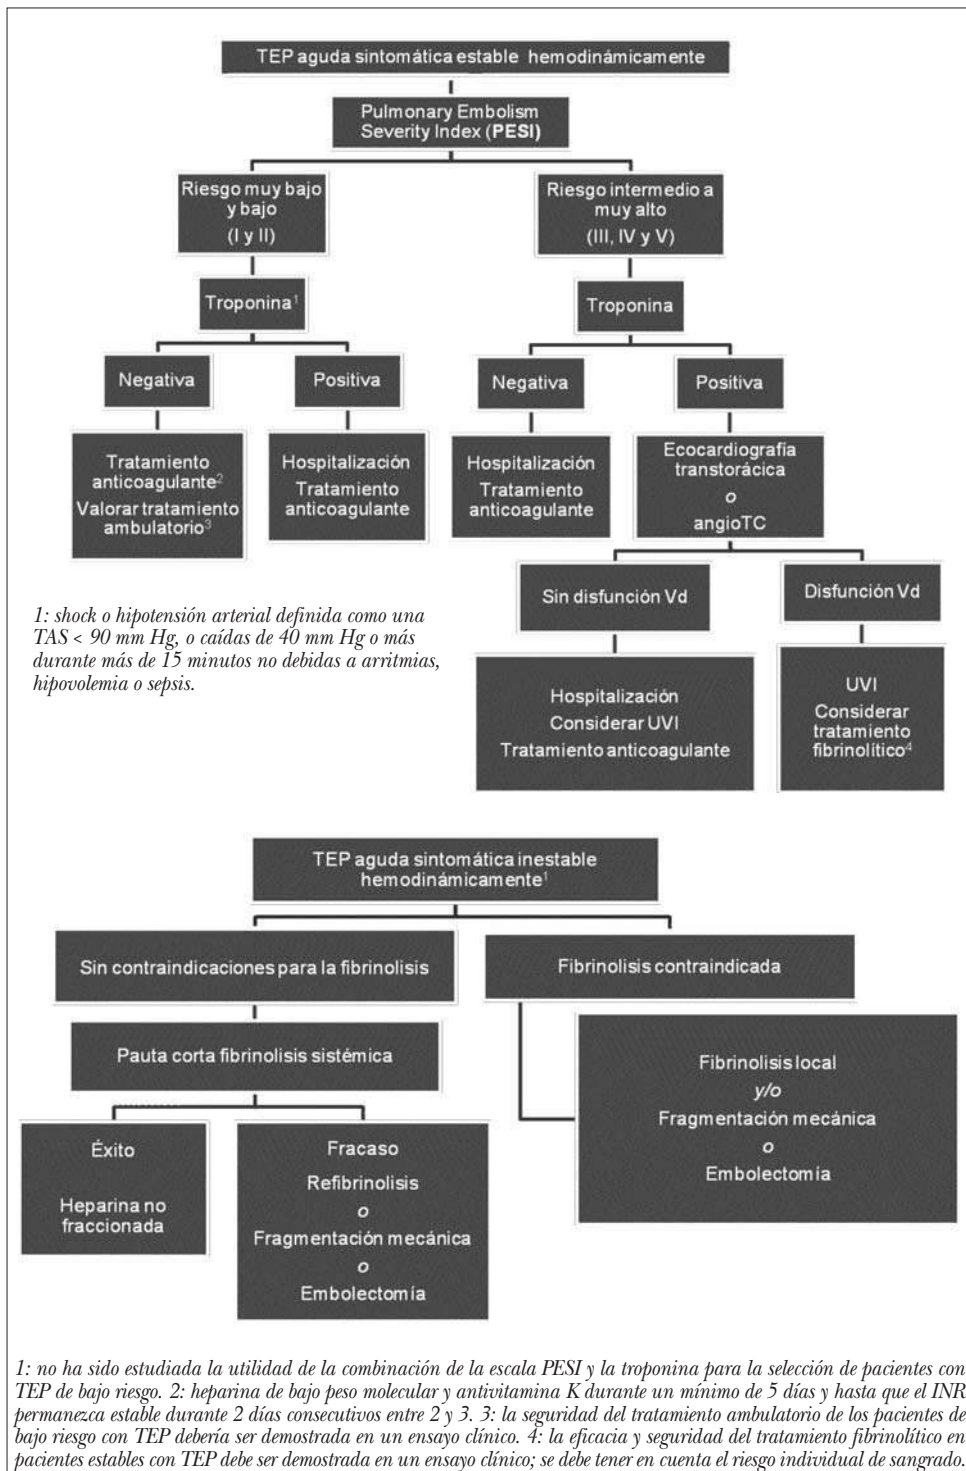 TEP aguda sintomática estable hemodinámicamente
Pulmonary Embolism
Severity Index (PESI)
Riesgo muy bajo
y bajo
(I y II)
Riesgo intermedio a
muy alto
(III, IV y V)
Troponina1
Troponina
Negativa
Positiva
Negativa
Positiva
Tratamiento
anticoagulante2
Valorar tratamiento
ambulatorio3
Hospitalización
Tratamiento
anticoagulante
Hospitalización
Tratamiento
anticoagulante
Ecocardiografía
transtorácica
o
angioTC
Sin disfunción Vd
Disfunción Vd
1: shock o hipotensión arterial definida como una
TAS < 90 mm Hg, o caídas de 40 mm Hg o más
durante más de 15 minutos no debidas a arritmias,
hipovolemia o sepsis.
Hospitalización
Considerar UVI
Tratamiento anticoagulante
UVI
Considerar
tratamiento
fibrinolítico4
TEP aguda sintomática inestable
hemodinámicamente1
Sin contraindicaciones para la fibrinolisis
Fibrinolisis contraindicada
Pauta corta fibrinolisis sistémica
Fibrinolisis local
y/o
Fragmentación mecánica
o
Embolectomía
Éxito
Heparina no
fraccionada
Fracaso
Refibrinolisis
o
Fragmentación mecánica
o
Embolectomía
1: no ha sido estudiada la utilidad de la combinación de la escala PESI y la troponina para la selección de pacientes con
TEP de bajo riesgo. 2: heparina de bajo peso molecular y antivitamina K durante un mínimo de 5 días y hasta que el INR
permanezca estable durante 2 días consecutivos entre 2 y 3. 3: la seguridad del tratamiento ambulatorio de los pacientes de
bajo riesgo con TEP debería ser demostrada en un ensayo clínico. 4: la eficacia y seguridad del tratamiento fibrinolítico en
pacientes estables con TEP debe ser demostrada en un ensayo clínico; se debe tener en cuenta el riesgo individual de sangrado.